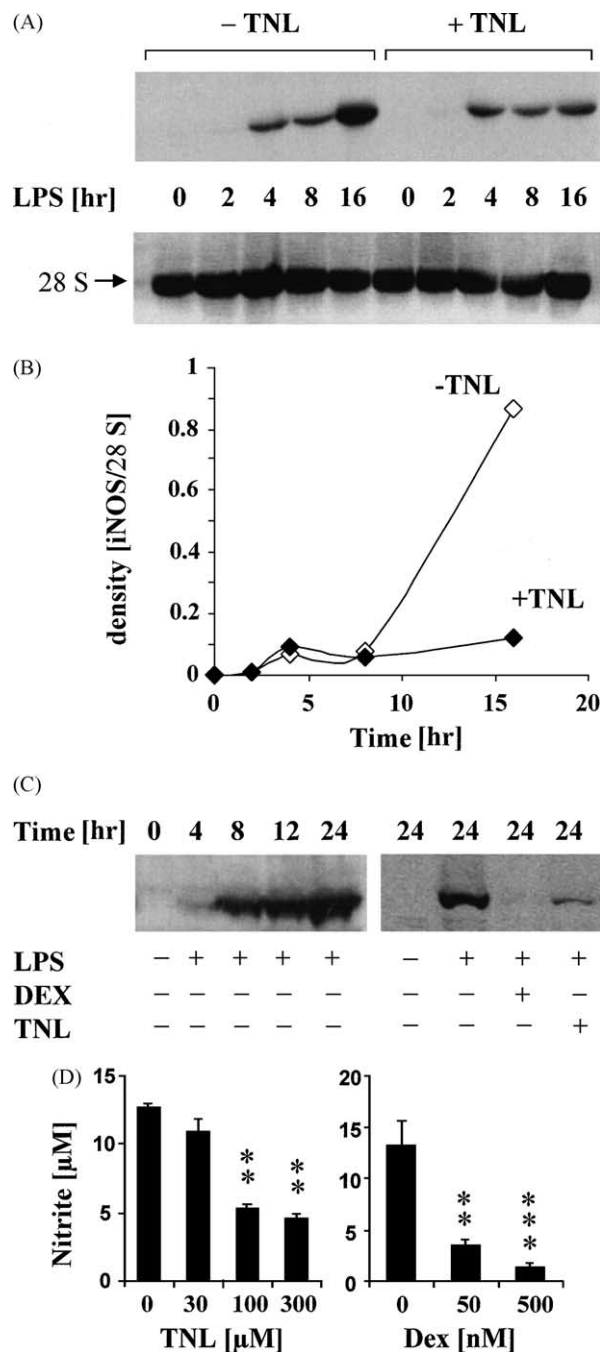 (A)
– TNL + TNL
LPS [hr] 0 2 4 8 16 0 2 4 8 16
28 S
(B)
1
0.8
0.6
0.4
0.2
0
density [iNOS/28 S]
-TNL
+TNL
0 5 10 15 20
Time [hr]
(C)
Time [hr] 0 4 8 12 24 24 24 24 24
LPS – + + + + – + + +
DEX – – – – – – – + –
TNL – – – – – – – – +
(D)
Nitrite [µM]
15
10
5
0
** **
0 30 100 300
TNL [µM]
20
15
10
5
0
** ***
0 50 500
Dex [nM]